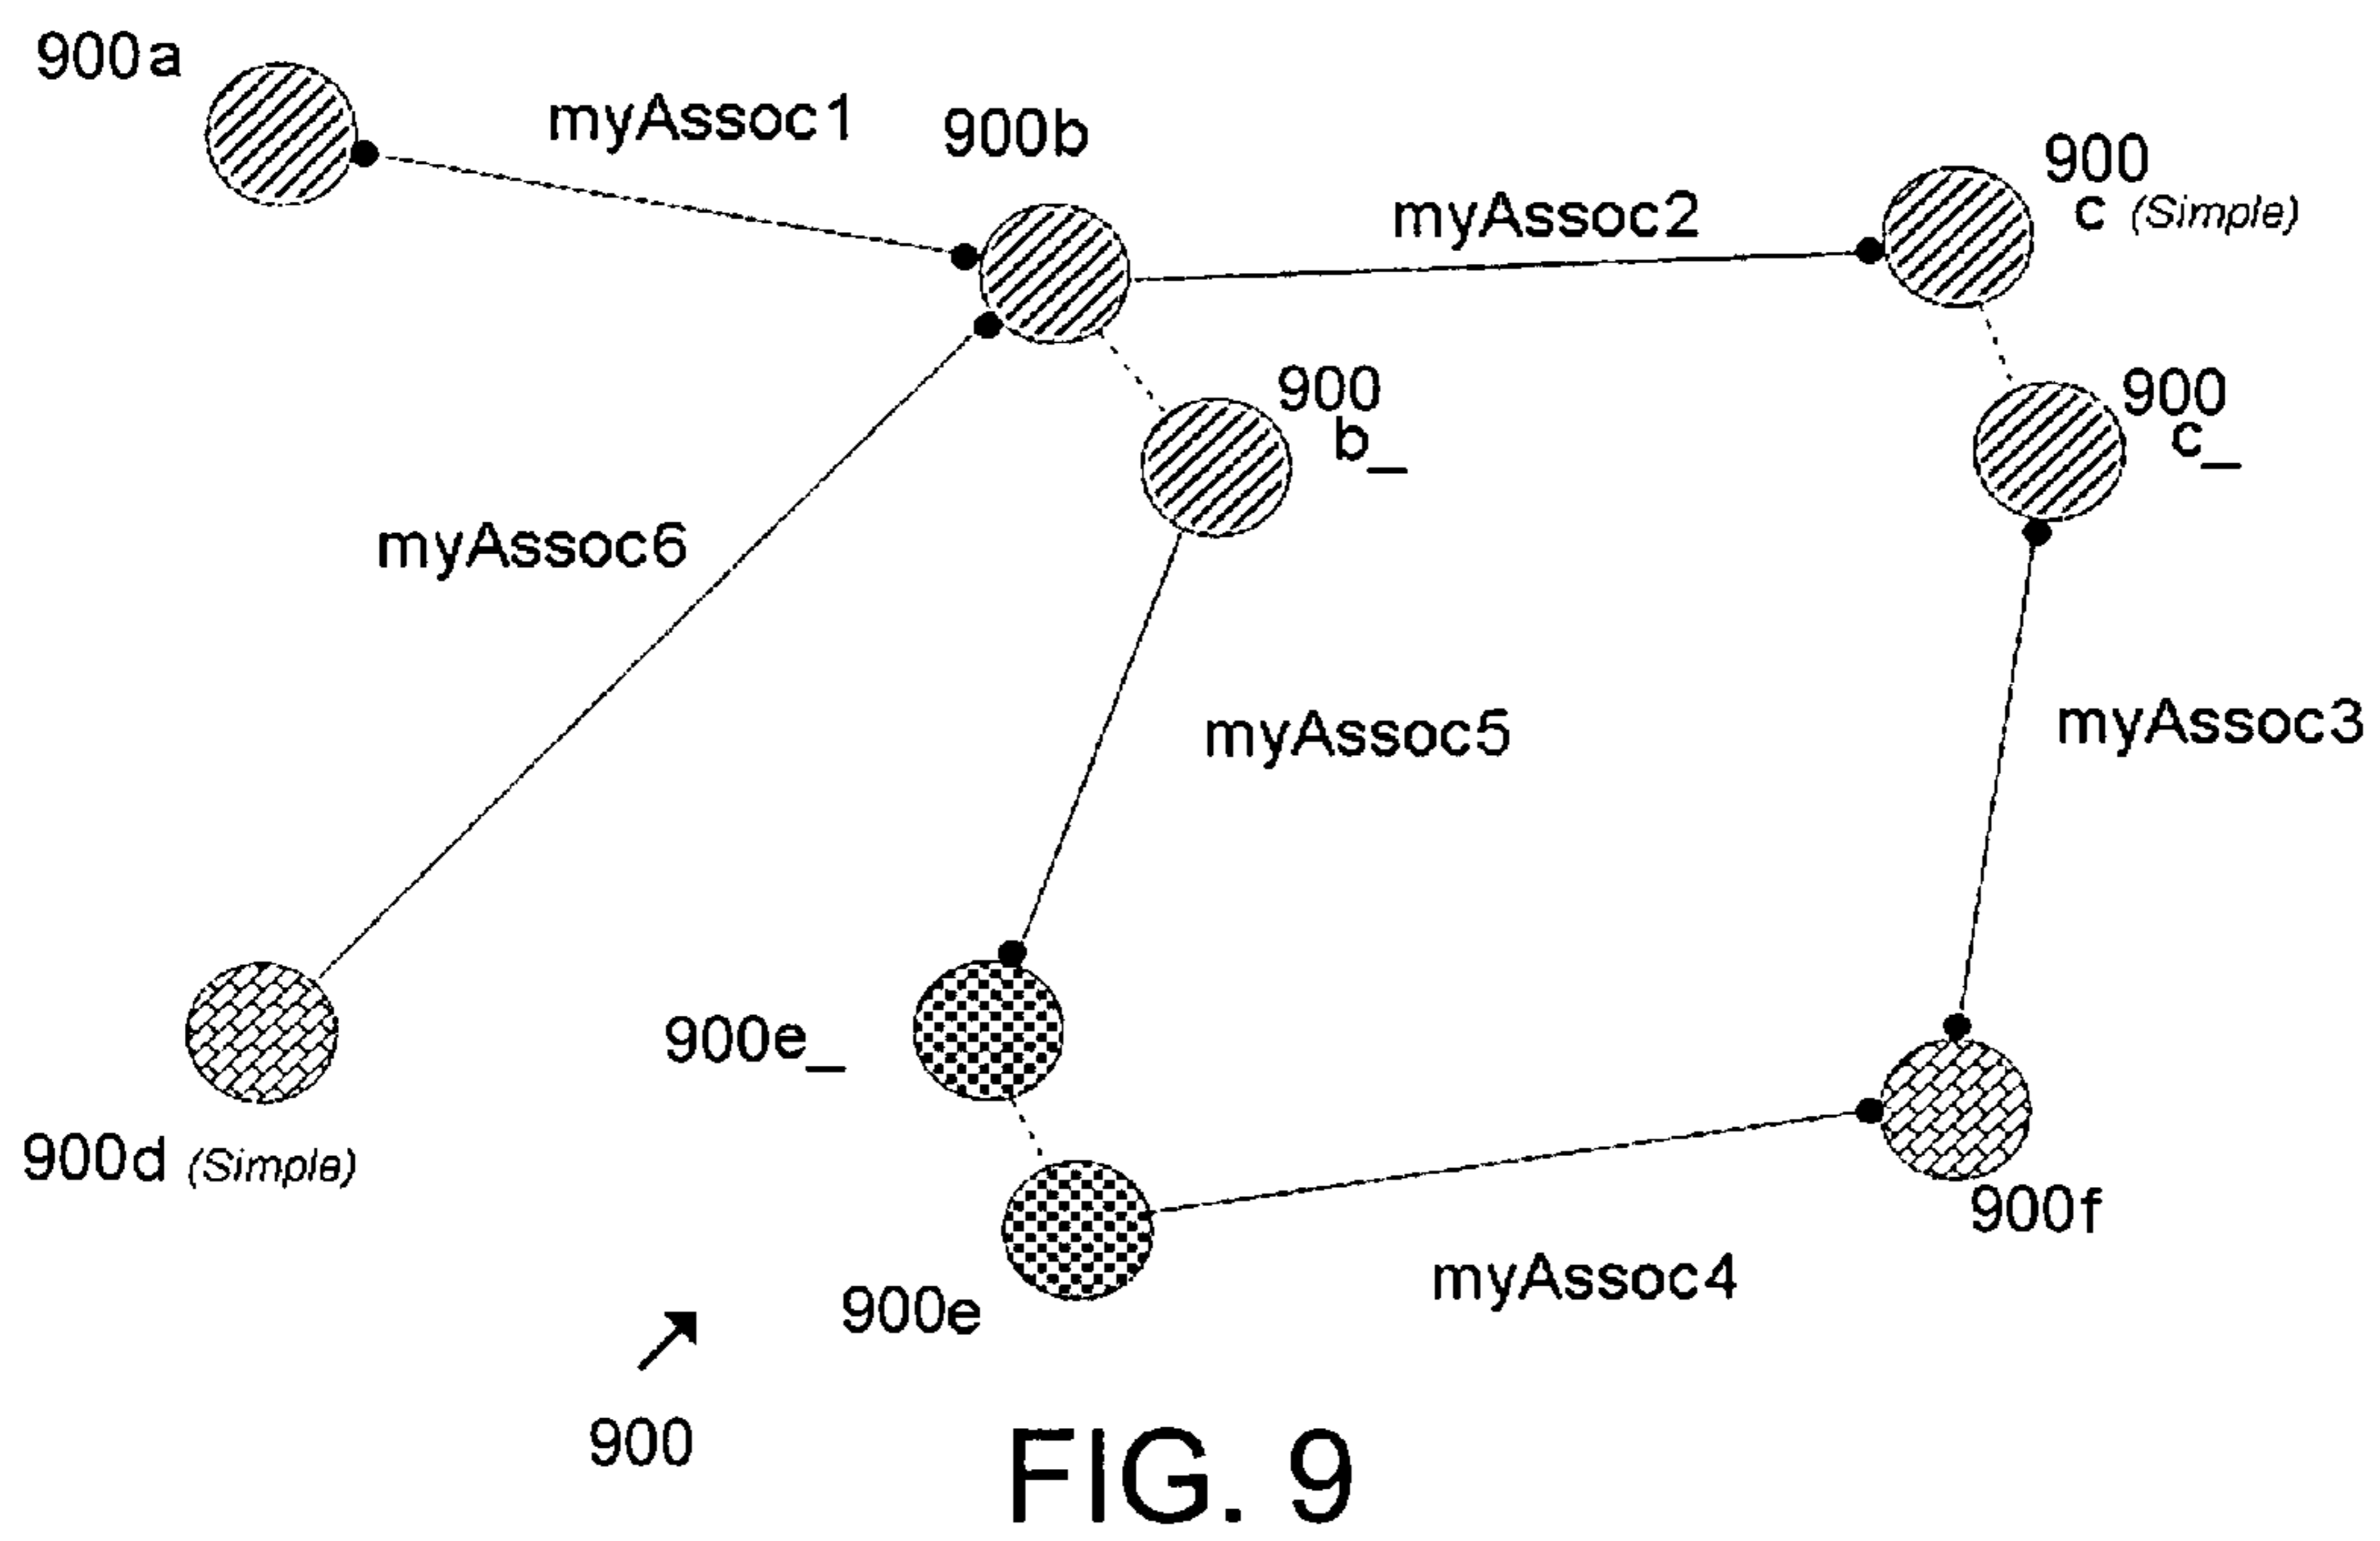 900a
myAssoc1
900b
myAssoc2
900
c (Simple)
900
b_
900
c_
myAssoc6
myAssoc5
myAssoc3
900e_
900d (Simple)
900f
myAssoc4
900e
900
FIG. 9